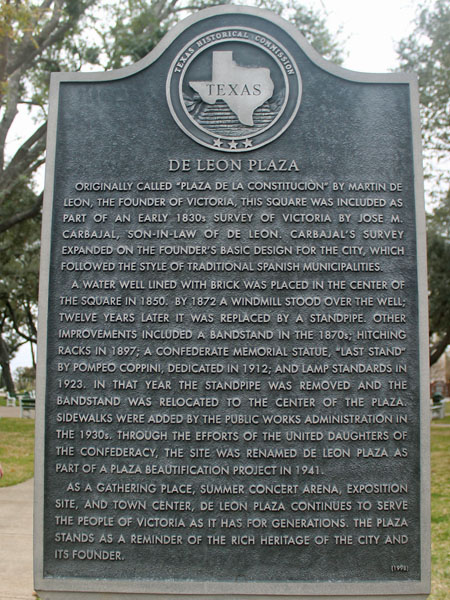 TEXAS HISTORICAL COMMISSION
TEXAS
DE LEON PLAZA
ORIGINALLY CALLED "PLAZA DE LA CONSTITUCIÒN" BY MARTIN DE
LEON, THE FOUNDER OF VICTORIA, THIS SQUARE WAS INCLUDED AS
PART OF AN EARLY 1830s SURVEY OF VICTORIA BY JOSE M.
CARBAJAL, SON-IN-LAW OF DE LEON. CARBAJAL'S SURVEY
EXPANDED ON THE FOUNDER'S BASIC DESIGN FOR THE CITY, WHICH
FOLLOWED THE STYLE OF TRADITIONAL SPANISH MUNICIPALITIES.
A WATER WELL LINED WITH BRICK WAS PLACED IN THE CENTER OF
THE SQUARE IN 1850. BY 1872 A WINDMILL STOOD OVER THE WELL;
TWELVE YEARS LATER IT WAS REPLACED BY A STANDPIPE. OTHER
IMPROVEMENTS INCLUDED A BANDSTAND IN THE 1870s; HITCHING
RACKS IN 1897; A CONFEDERATE MEMORIAL STATUE, "LAST STAND"
BY POMPEO COPPINI, DEDICATED IN 1912; AND LAMP STANDARDS IN
1923. IN THAT YEAR THE STANDPIPE WAS REMOVED AND THE
BANDSTAND WAS RELOCATED TO THE CENTER OF THE PLAZA.
SIDEWALKS WERE ADDED BY THE PUBLIC WORKS ADMINISTRATION IN
THE 1930s. THROUGH THE EFFORTS OF THE UNITED DAUGHTERS OF
THE CONFEDERACY, THE SITE WAS RENAMED DE LEON PLAZA AS
PART OF A PLAZA BEAUTIFICATION PROJECT IN 1941.
AS A GATHERING PLACE, SUMMER CONCERT ARENA, EXPOSITION
SITE, AND TOWN CENTER, DE LEON PLAZA CONTINUES TO SERVE
THE PEOPLE OF VICTORIA AS IT HAS FOR GENERATIONS. THE PLAZA
STANDS AS A REMINDER OF THE RICH HERITAGE OF THE CITY AND
ITS FOUNDER.
(1998)